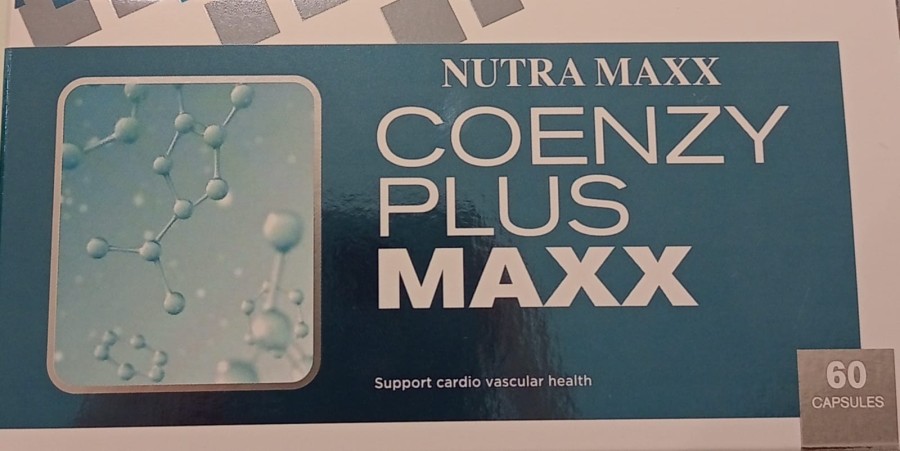 NUTRA MAXX
COENZY
PLUS
MAXX
Support cardio vascular health
60
CAPSULES